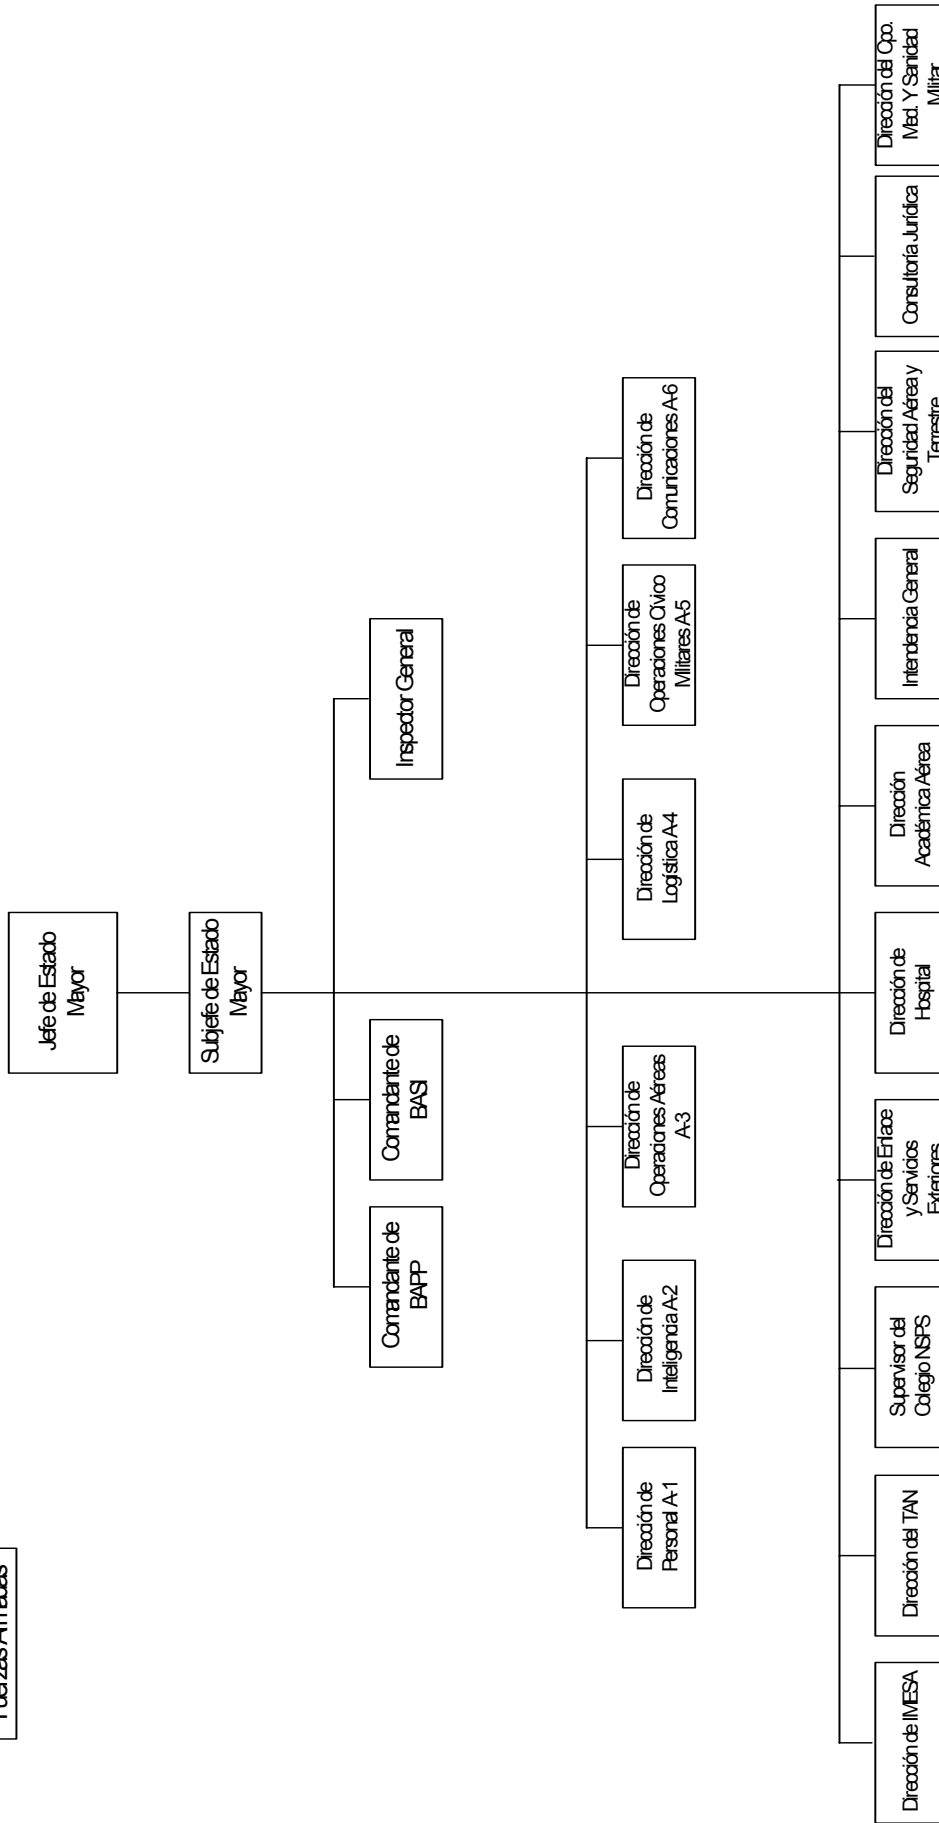 Fuerzas Armadas
Jefe de Estado
Mayor
Subjefe de Estado
Mayor
Comandante de
BAPP
Comandante de
BASI
Inspector General
Dirección de
Personal A-1
Dirección de
Inteligencia A-2
Dirección de
Operaciones Aéreas
A-3
Dirección de
Logística A-4
Dirección de
Operaciones Cívico
Militares A-5
Dirección de
Comunicaciones A-6
Dirección de IMESA
Dirección del TAN
Supervisor del
Colegio NSPS
Dirección de Enlace
y Servicios
Exteriores
Dirección de
Hospital
Dirección
Académica Aérea
Intendencia General
Dirección del
Seguridad Aérea y
Terrestre
Consultoría Jurídica
Dirección del Cpo.
Med. Y Sanidad
Militar